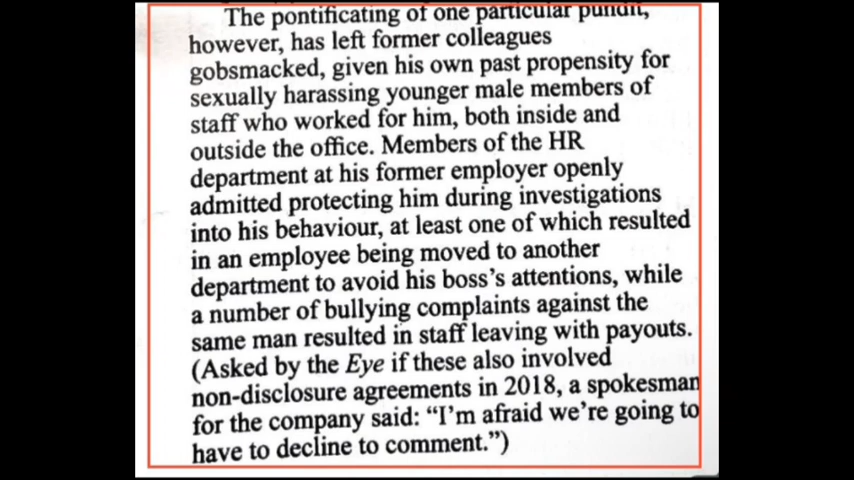 The pontificating of one particular pundit,
however, has left former colleagues
gobsmacked, given his own past propensity for
sexually harassing younger male members of
staff who worked for him, both inside and
outside the office. Members of the HR
department at his former employer openly
admitted protecting him during investigations
into his behaviour, at least one of which resulted
in an employee being moved to another
department to avoid his boss’s attentions, while
a number of bullying complaints against the
same man resulted in staff leaving with payouts.
(Asked by the Eye if these also involved
non-disclosure agreements in 2018, a spokesman
for the company said: “I’m afraid we’re going to
have to decline to comment.”)